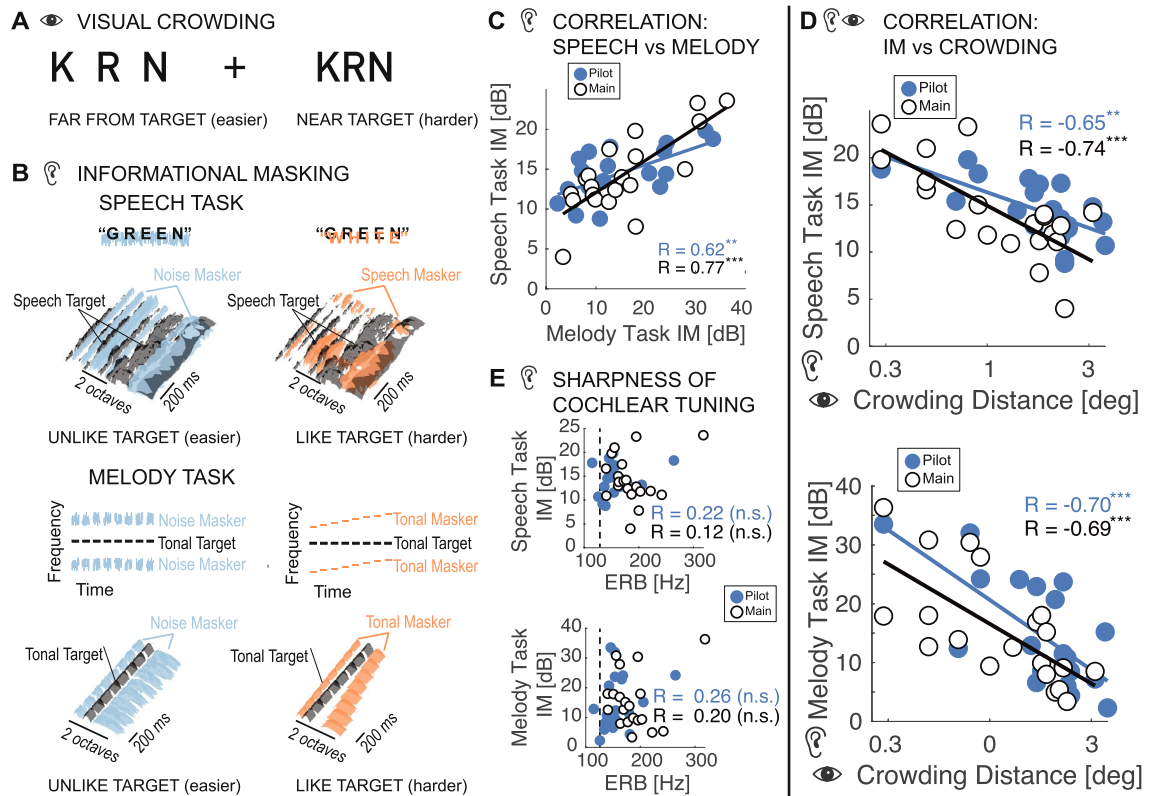 A VISUAL CROWDING
K R N + KRN
FAR FROM TARGET (easier) NEAR TARGET (harder)
B INFORMATIONAL MASKING
SPEECH TASK
“GREEN” “GREEN”
WHITE
Noise Masker Speech Masker
Speech Target Speech Target
2 octaves 200 ms 2 octaves 200 ms
UNLIKE TARGET (easier) LIKE TARGET (harder)
MELODY TASK
Frequency Noise Masker Frequency Tonal Masker
Tonal Target Tonal Target
Noise Masker Tonal Masker
Time Time
Noise Masker Tonal Masker
Tonal Target Tonal Target
2 octaves 200 ms 2 octaves 200 ms
UNLIKE TARGET (easier) LIKE TARGET (harder)
C CORRELATION:
SPEECH vs MELODY
Pilot
Main
Speech Task IM [dB]
20
15
10
5
0
R = 0.62**
R = 0.77***
0 10 20 30 40
Melody Task IM [dB]
E SHARPNESS OF
COCHLEAR TUNING
Speech Task
IM [dB]
25
20
15
10
5
0
R = 0.22 (n.s.)
R = 0.12 (n.s.)
100 200 300
ERB [Hz]
Pilot
Main
Melody Task
IM [dB]
40
30
20
10
0
R = 0.26 (n.s.)
R = 0.20 (n.s.)
100 200 300
ERB [Hz]
D CORRELATION:
IM vs CROWDING
Pilot
Main
Speech Task IM [dB]
R = -0.65**
R = -0.74***
20
15
10
5
0
0.3 1 3
Crowding Distance [deg]
Pilot
Main
Melody Task IM [dB]
R = -0.70***
R = -0.69***
40
30
20
10
0
0.3 0 3
Crowding Distance [deg]